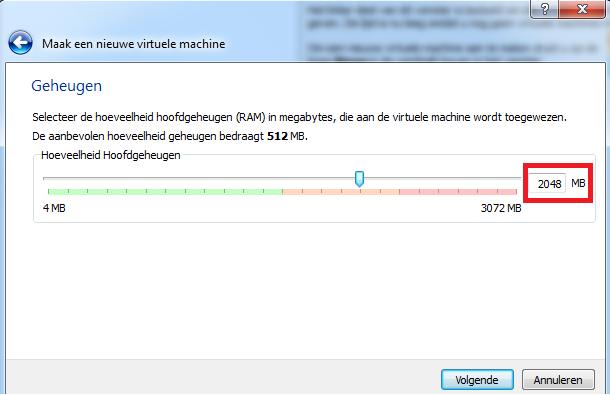 ?
Maak een nieuwe virtuele machine
Geheugen
Selecteer de hoeveelheid hoofdgeheugen (RAM) in megabytes, die aan de virtuele machine wordt toegewezen.
De aanbevolen hoeveelheid geheugen bedraagt 512 MB.
Hoeveelheid Hoofdgeheugen
2048 MB
4 MB 3072 MB
Volgende Annuleren